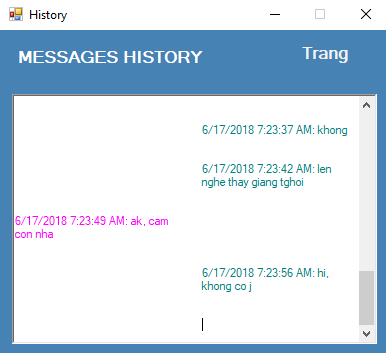 History
MESSAGES HISTORY
Trang
6/17/2018 7:23:37 AM: khong
6/17/2018 7:23:42 AM: len
nghe thay giang tghoi
6/17/2018 7:23:49 AM: ak, cam
con nha
6/17/2018 7:23:56 AM: hi,
khong co j